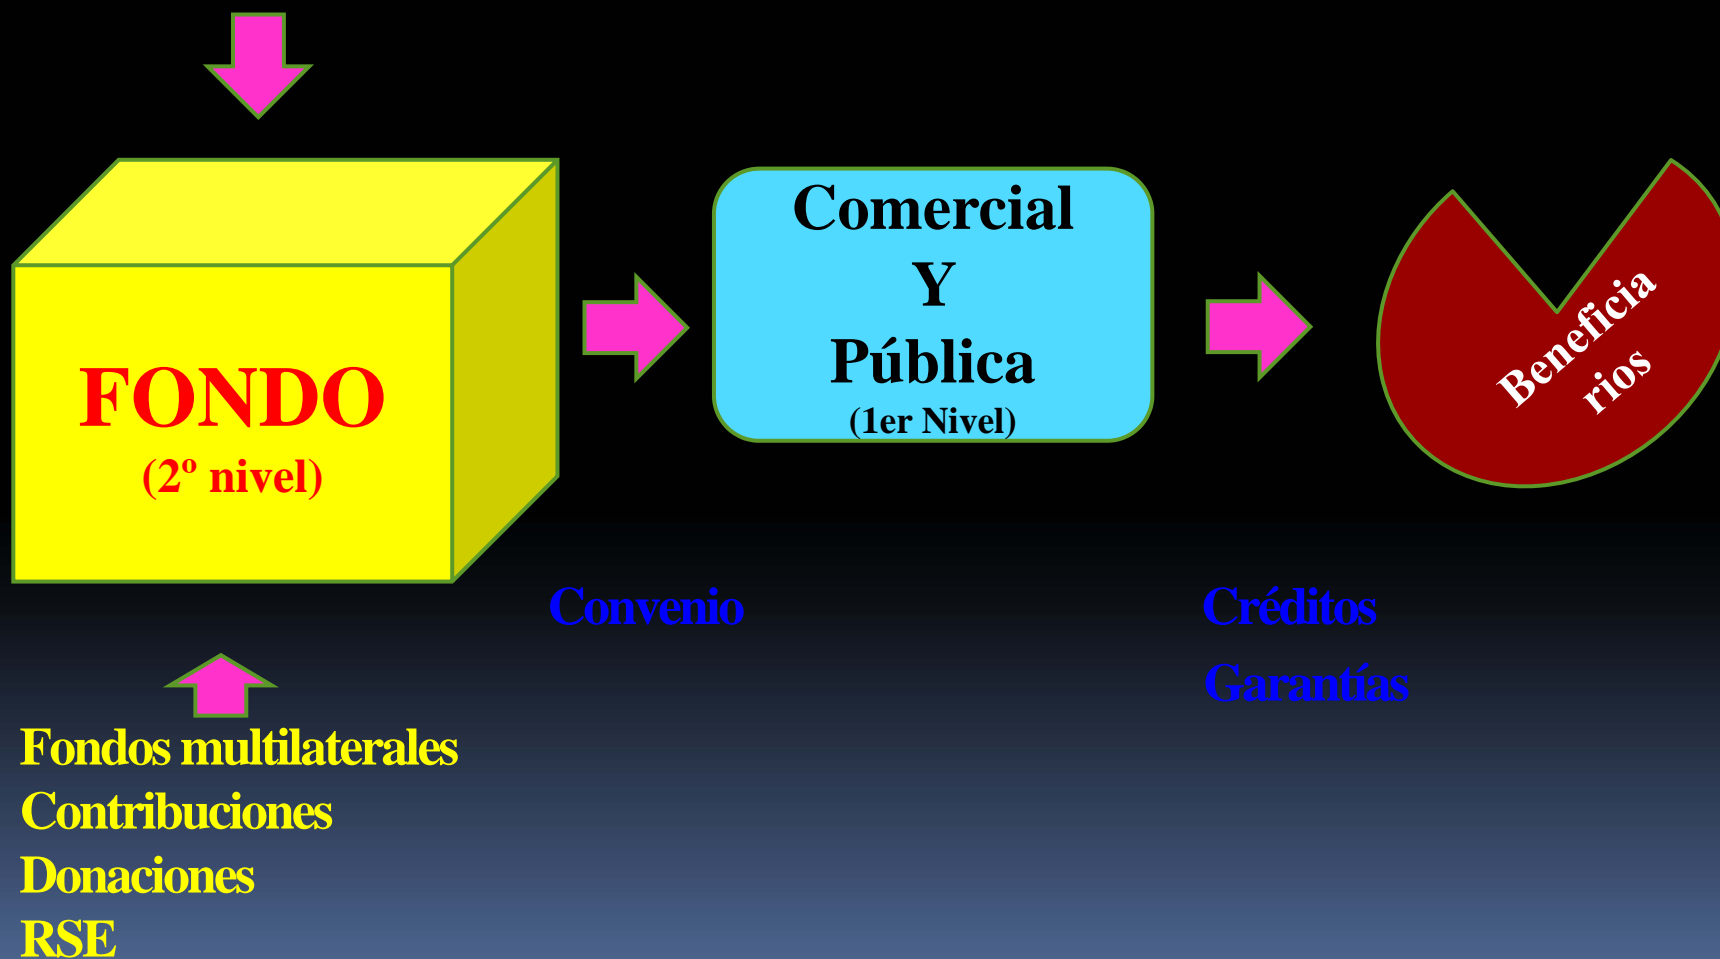 FONDO
(2º nivel)
Comercial
Y
Pública
(1er Nivel)
Beneficia
rios
Convenio
Créditos
Garantías
Fondos multilaterales
Contribuciones
Donaciones
RSE